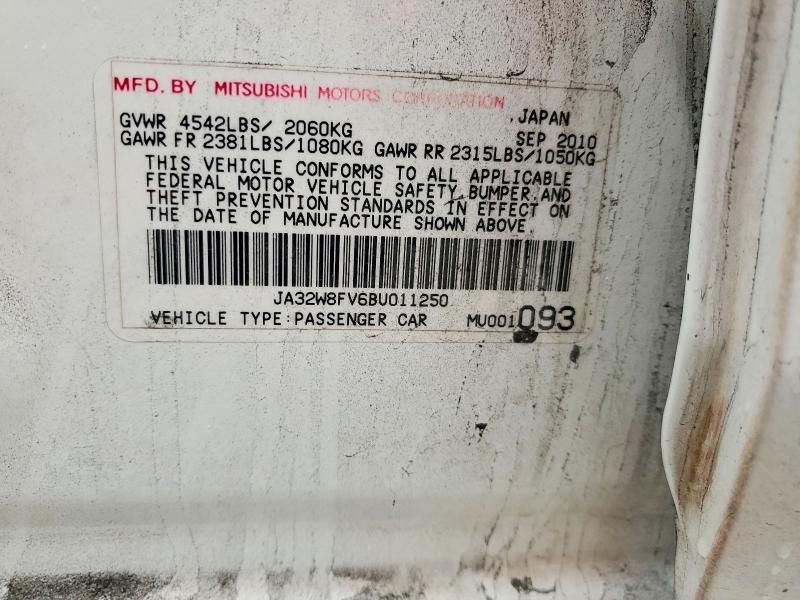 MFD. BY MITSUBISHI MOTORS CORPORATION, JAPAN
GVWR 4542LBS/ 2060KG SEP 2010
GAWR FR 2381LBS/1080KG GAWR RR 2315LBS/1050KG
THIS VEHICLE CONFORMS TO ALL APPLICABLE
FEDERAL MOTOR VEHICLE SAFETY, BUMPER, AND
THEFT PREVENTION STANDARDS IN EFFECT ON
THE DATE OF MANUFACTURE SHOWN ABOVE.
JA32W8FV6BU011250
VEHICLE TYPE:PASSENGER CAR MU001093